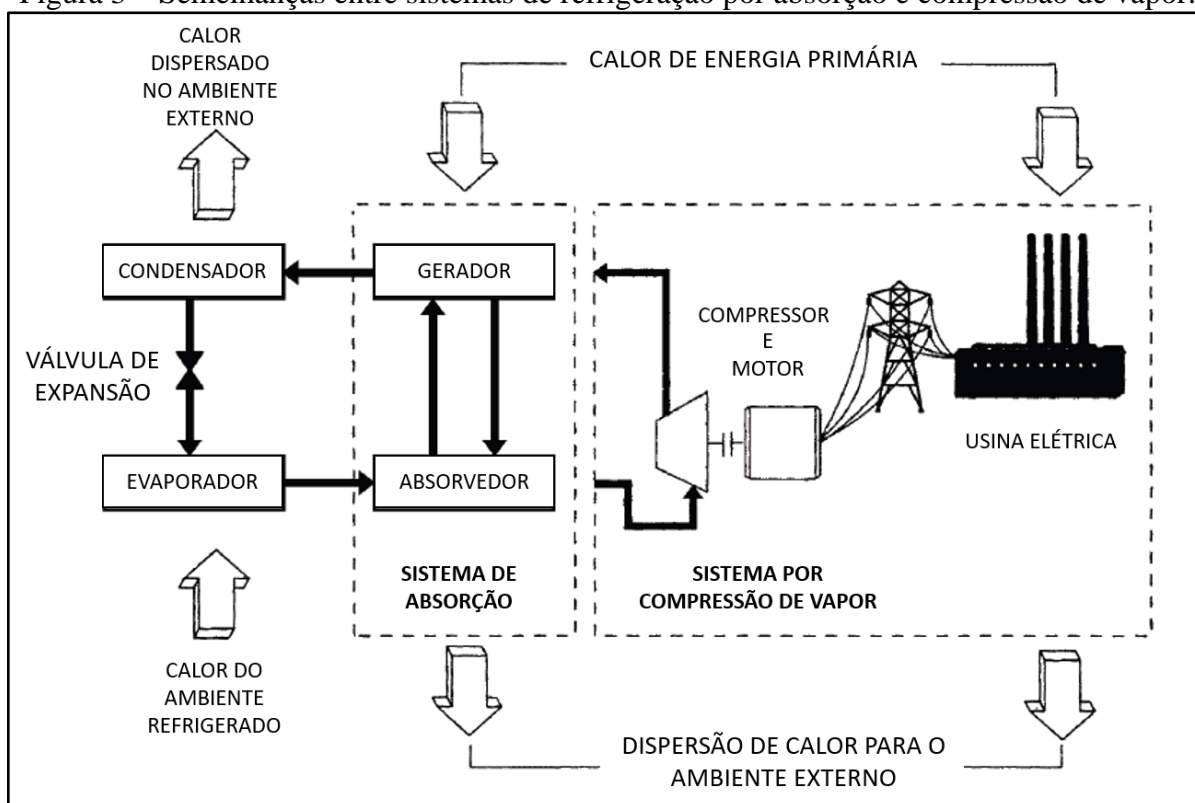 Figura 3 – Semelhanças entre sistemas de refrigeração por absorção e compressão de vapor.
CALOR
DISPERSADO
NO AMBIENTE
EXTERNO
CALOR DE ENERGIA PRIMÁRIA
CONDENSADOR
GERADOR
COMPRESSOR
E
MOTOR
VÁLVULA DE
EXPANSÃO
USINA ELÉTRICA
EVAPORADOR
ABSORVEDOR
SISTEMA DE
ABSORÇÃO
SISTEMA POR
COMPRESSÃO DE VAPOR
CALOR DO
AMBIENTE
REFRIGERADO
DISPERSÃO DE CALOR PARA O
AMBIENTE EXTERNO